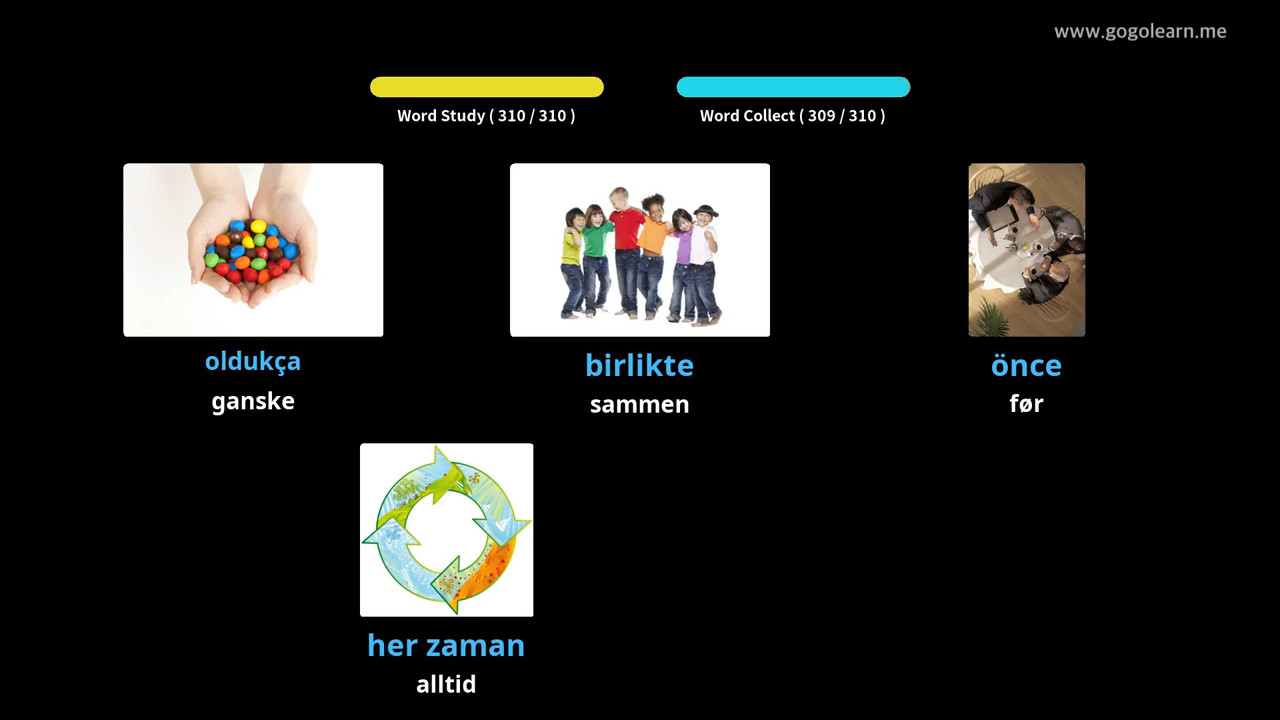 www.gogolearn.me
Word Study ( 310 / 310 )
Word Collect ( 309 / 310 )
oldukça
ganske
birlikte
sammen
önce
før
her zaman
alltid